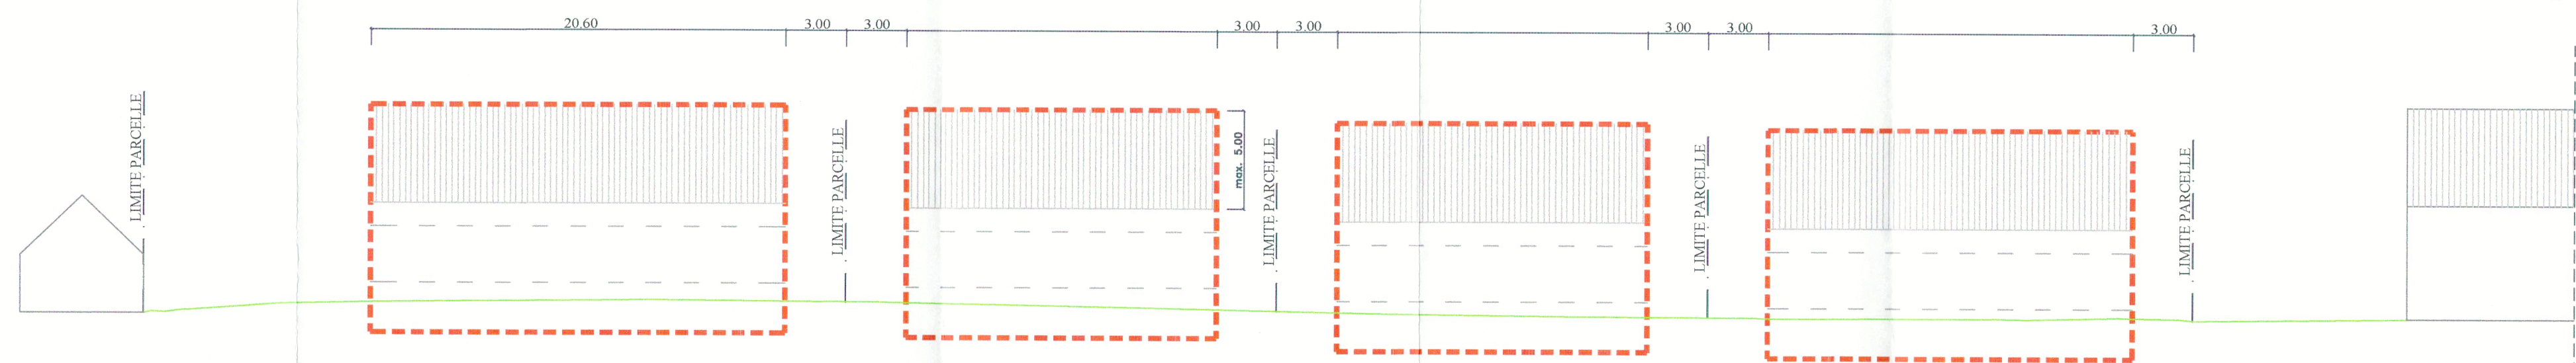 20.60
3.00
3.00
3.00
3.00
3.00
3.00
3.00
LIMITE PARCELLE
LIMITE PARCELLE
max. 5.00
LIMITE PARCELLE
LIMITE PARCELLE
LIMITE PARCELLE